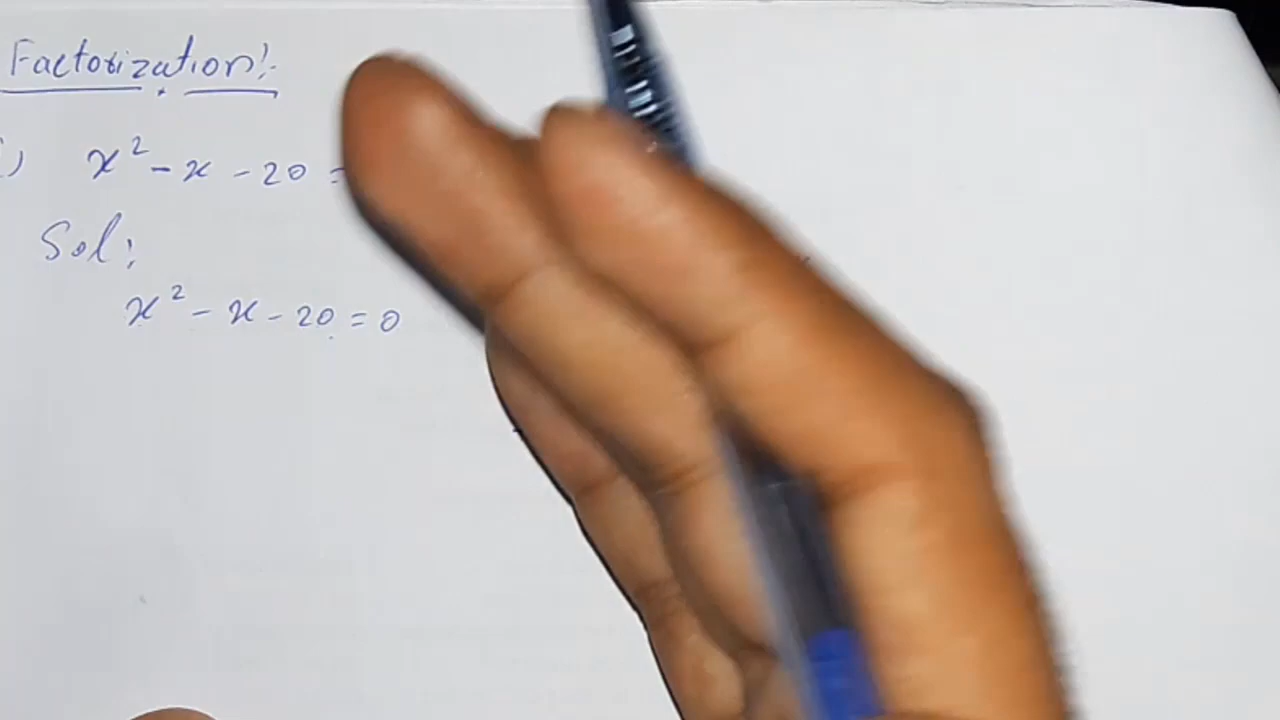 Factorization:-
) x² - x - 20 =
Sol:
x² - x - 20 = 0